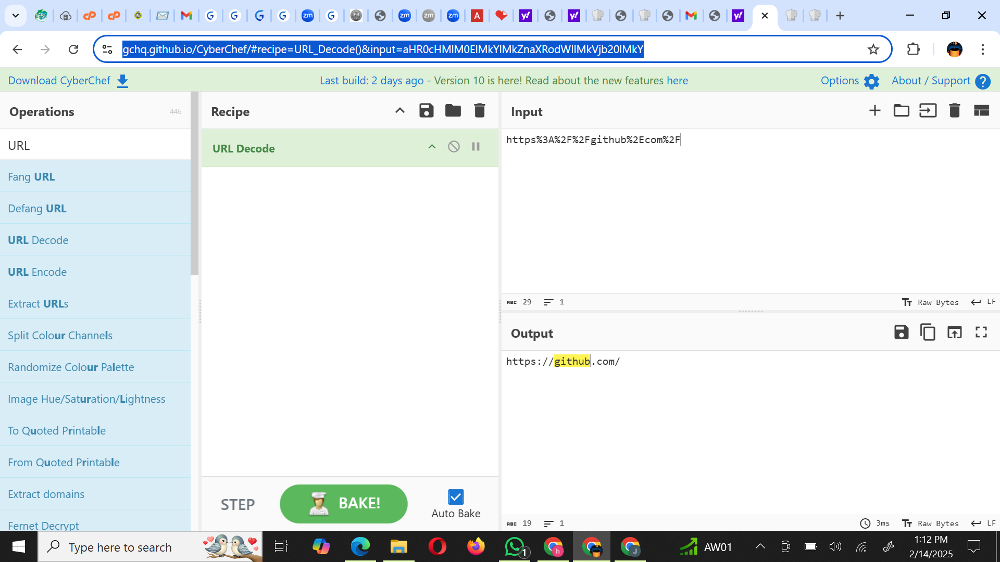 gchq.github.io/CyberChef/#recipe=URL_Decode()&input=aHR0cHMlM0ElMkYlMkZnaXRodWIlMkVjb20lMkY
Download CyberChef
Last build: 2 days ago - Version 10 is here! Read about the new features here
Options
About / Support
Operations
446
URL
Fang URL
Defang URL
URL Decode
URL Encode
Extract URLs
Split Colour Channels
Randomize Colour Palette
Image Hue/Saturation/Lightness
To Quoted Printable
From Quoted Printable
Extract domains
Fernet Decrypt
Recipe
URL Decode
STEP
BAKE!
Auto Bake
Input
https%3A%2F%2Fgithub%2Ecom%2F
ABC 29 1
Raw Bytes LF
Output
https://github.com/
ABC 19 1
3ms Raw Bytes LF
Type here to search
1
h
J
AW01
1:12 PM
2/14/2025